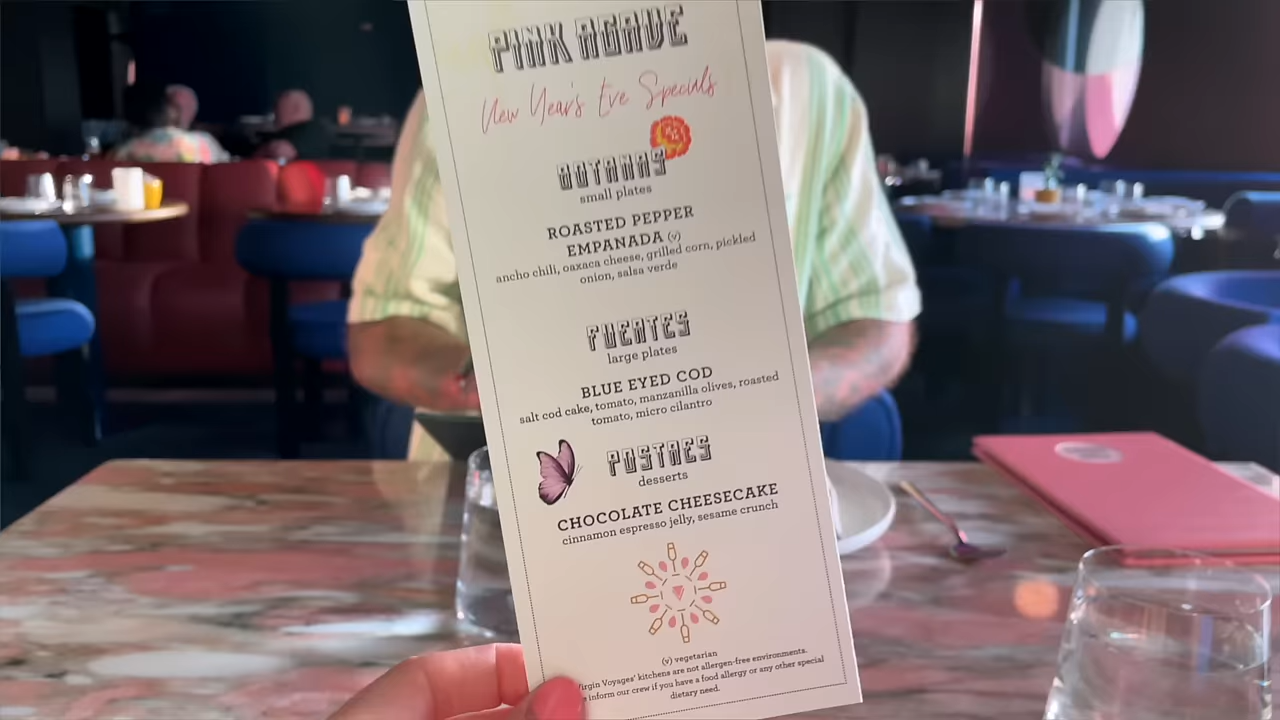 PINK AGAVE
New Year's Eve Specials
BOTANAS
small plates
ROASTED PEPPER
EMPANADA (v)
ancho chili, oaxaca cheese, grilled corn, pickled
onion, salsa verde
FUERTES
large plates
BLUE EYED COD
salt cod cake, tomato, manzanilla olives, roasted
tomato, micro cilantro
POSTRES
desserts
CHOCOLATE CHEESECAKE
cinnamon espresso jelly, sesame crunch
(v) vegetarian
Virgin Voyages' kitchens are not allergen-free environments.
inform our crew if you have a food allergy or any other special
dietary need.